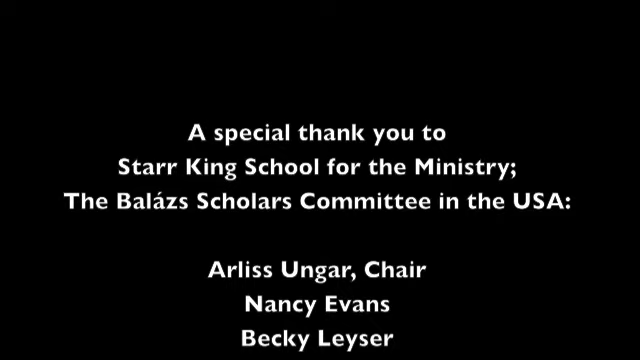 A special thank you to
Starr King School for the Ministry;
The Balázs Scholars Committee in the USA:
Arliss Ungar, Chair
Nancy Evans
Becky Leyser